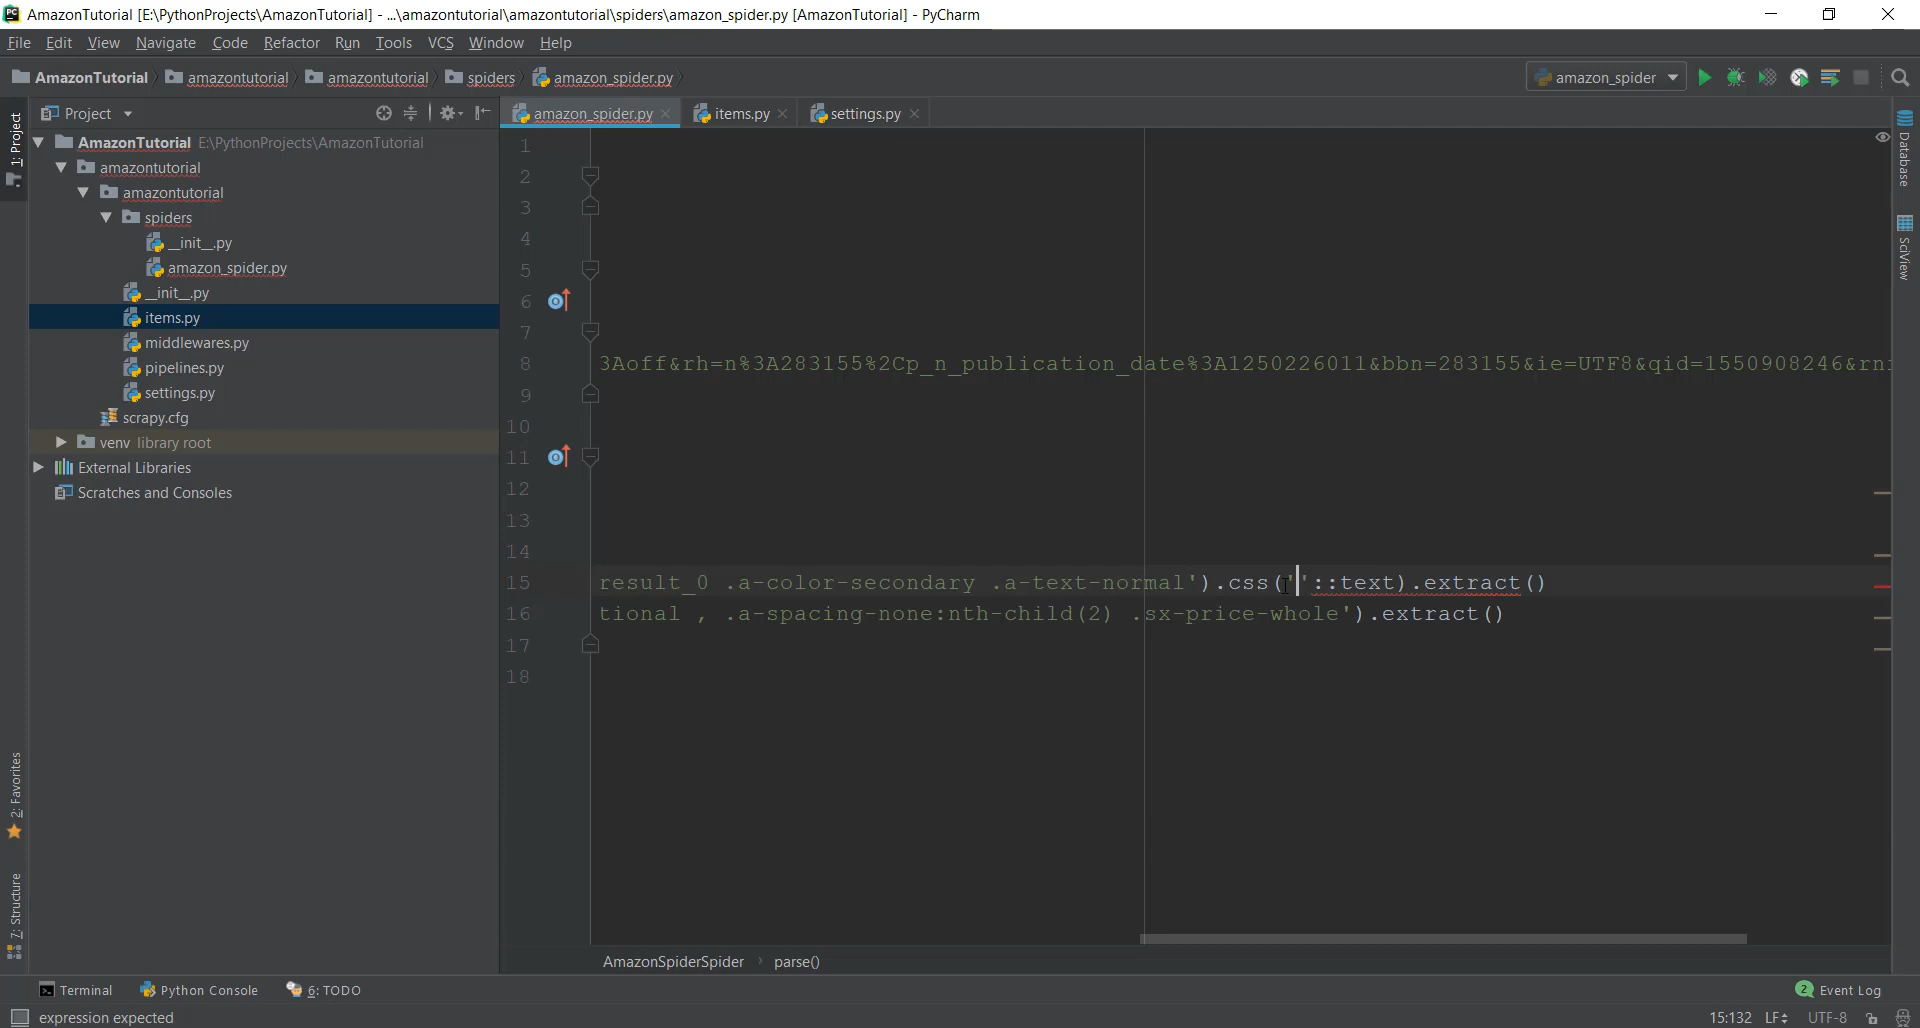 AmazonTutorial [E:\PythonProjects\AmazonTutorial] - ...\amazontutorial\amazontutorial\spiders\amazon_spider.py [AmazonTutorial] - PyCharm
File Edit View Navigate Code Refactor Run Tools VCS Window Help
AmazonTutorial amazontutorial amazontutorial spiders amazon_spider.py amazon_spider
Project amazon_spider.py items.py settings.py
1: Project
AmazonTutorial E:\PythonProjects\AmazonTutorial
amazontutorial
amazontutorial
spiders
__init__.py
amazon_spider.py
__init__.py
items.py
middlewares.py
pipelines.py
settings.py
scrapy.cfg
venv library root
External Libraries
Scratches and Consoles
2: Favorites
7: Structure
1
2
3
4
5
6
7
8 3Aoff&rh=n%3A283155%2Cp_n_publication_date%3A1250226011&bbn=283155&ie=UTF8&qid=1550908246&rni
9
10
11
12
13
14
15 result_0 .a-color-secondary .a-text-normal').css(''::text).extract()
16 tional , .a-spacing-none:nth-child(2) .sx-price-whole').extract()
17
18
Database
SciView
AmazonSpiderSpider parse()
Terminal Python Console 6: TODO 2 Event Log
expression expected 15:132 LF UTF-8